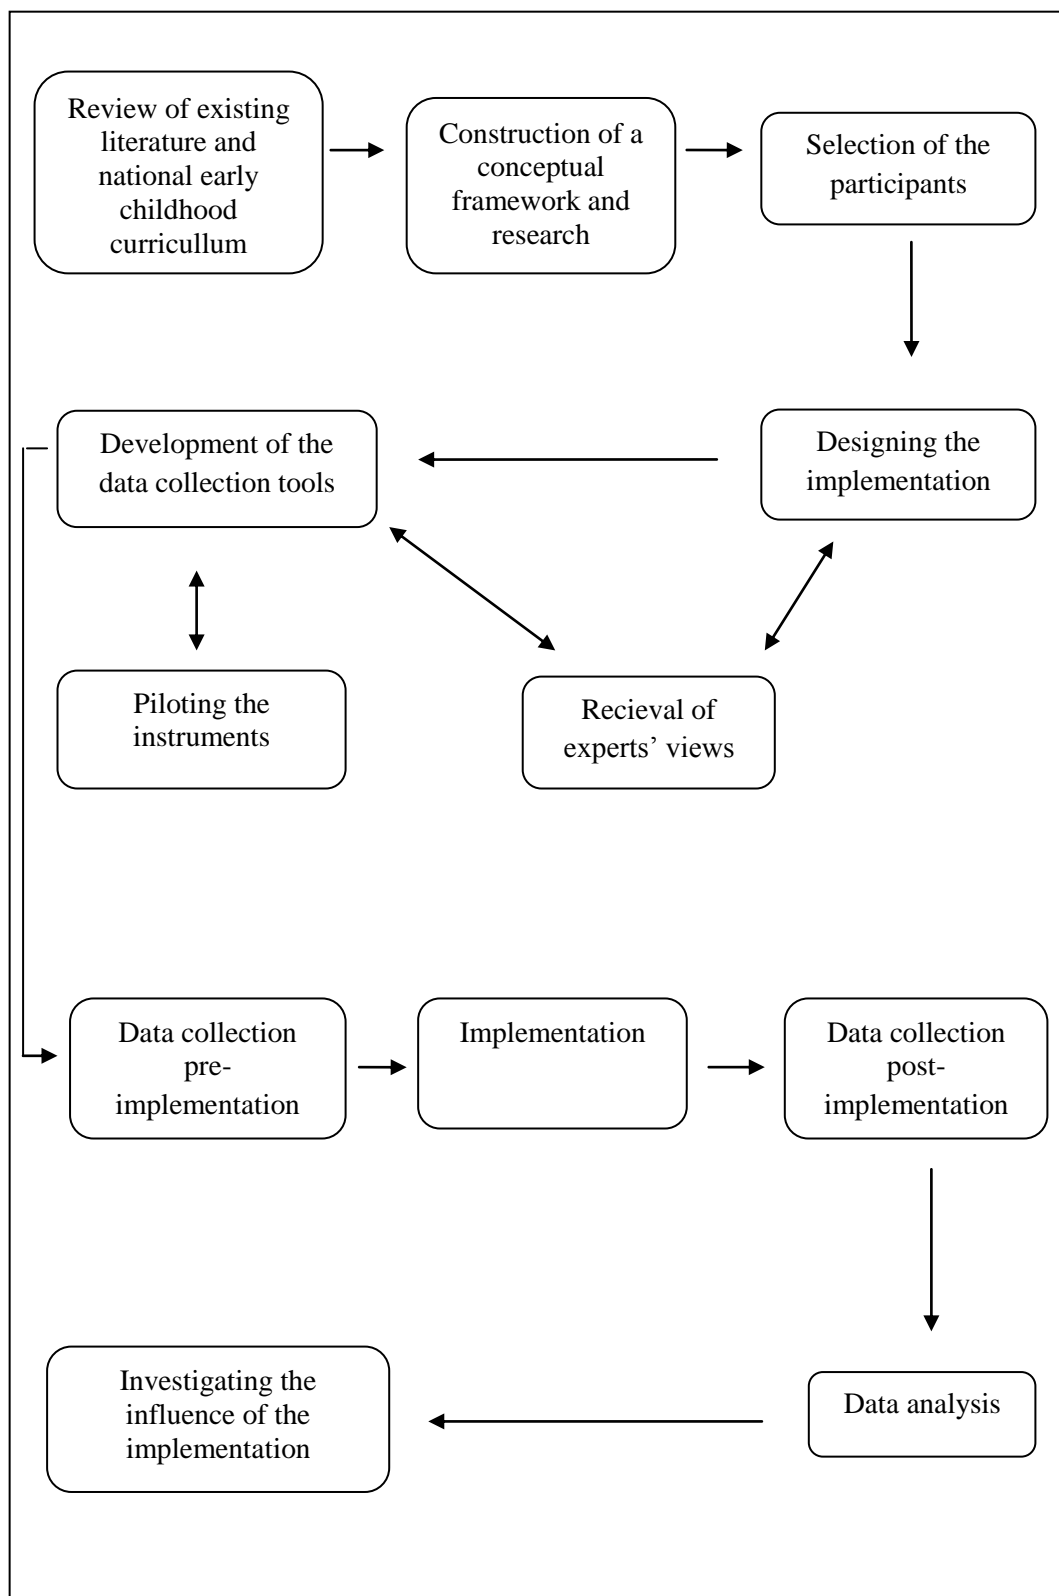 Review of existing
literature and
national early
childhood
curricullum
Construction of a
conceptual
framework and
research
Selection of the
participants
Development of the
data collection tools
Designing the
implementation
Piloting the
instruments
Recieval of
experts’ views
Data collection
pre-
implementation
Implementation
Data collection
post-
implementation
Investigating the
influence of the
implementation
Data analysis